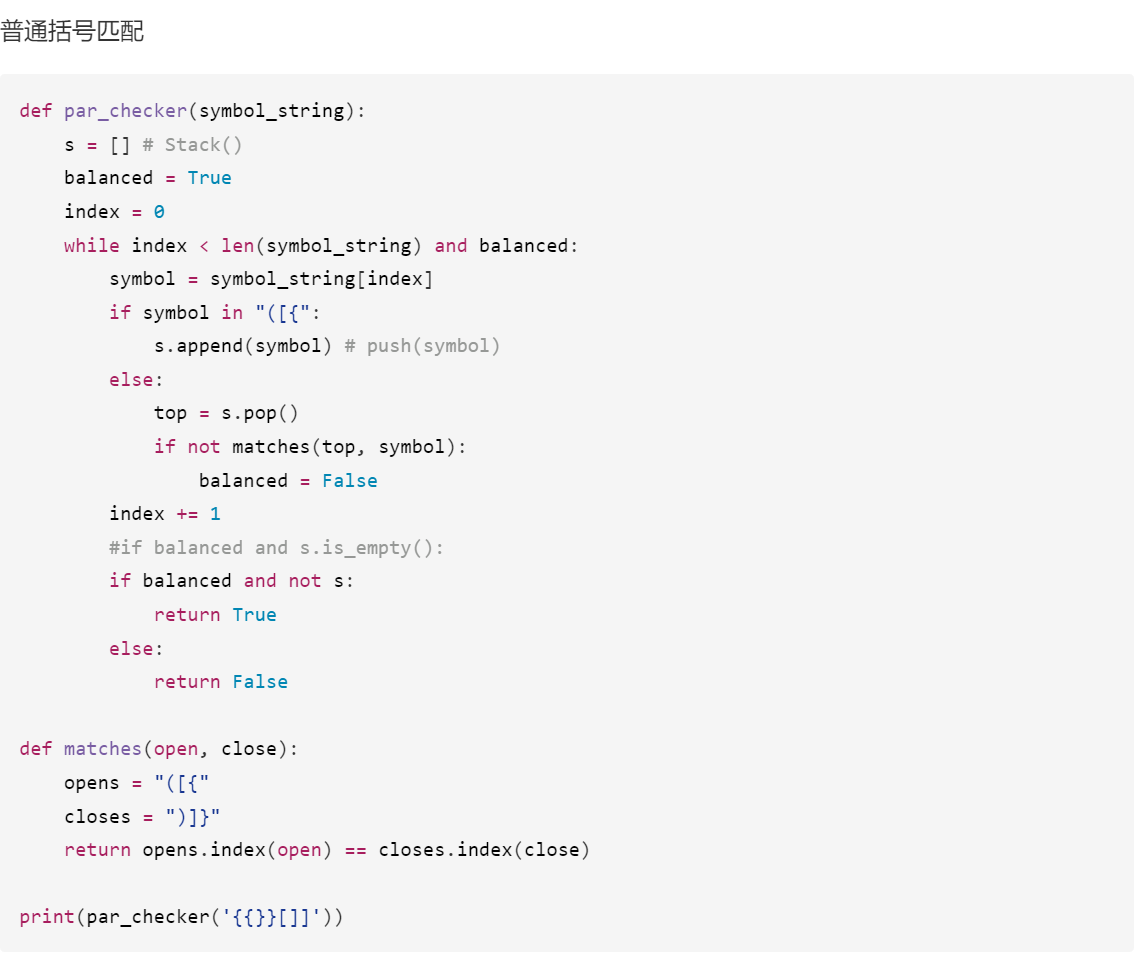 普通括号匹配
def par_checker(symbol_string):
    s = [] # Stack()
    balanced = True
    index = 0
    while index < len(symbol_string) and balanced:
        symbol = symbol_string[index]
        if symbol in "([{":
            s.append(symbol) # push(symbol)
        else:
            top = s.pop()
            if not matches(top, symbol):
                balanced = False
        index += 1
        #if balanced and s.is_empty():
        if balanced and not s:
            return True
        else:
            return False
def matches(open, close):
    opens = "([{"
    closes = ")]}"
    return opens.index(open) == closes.index(close)
print(par_checker('{{}}[]]'))